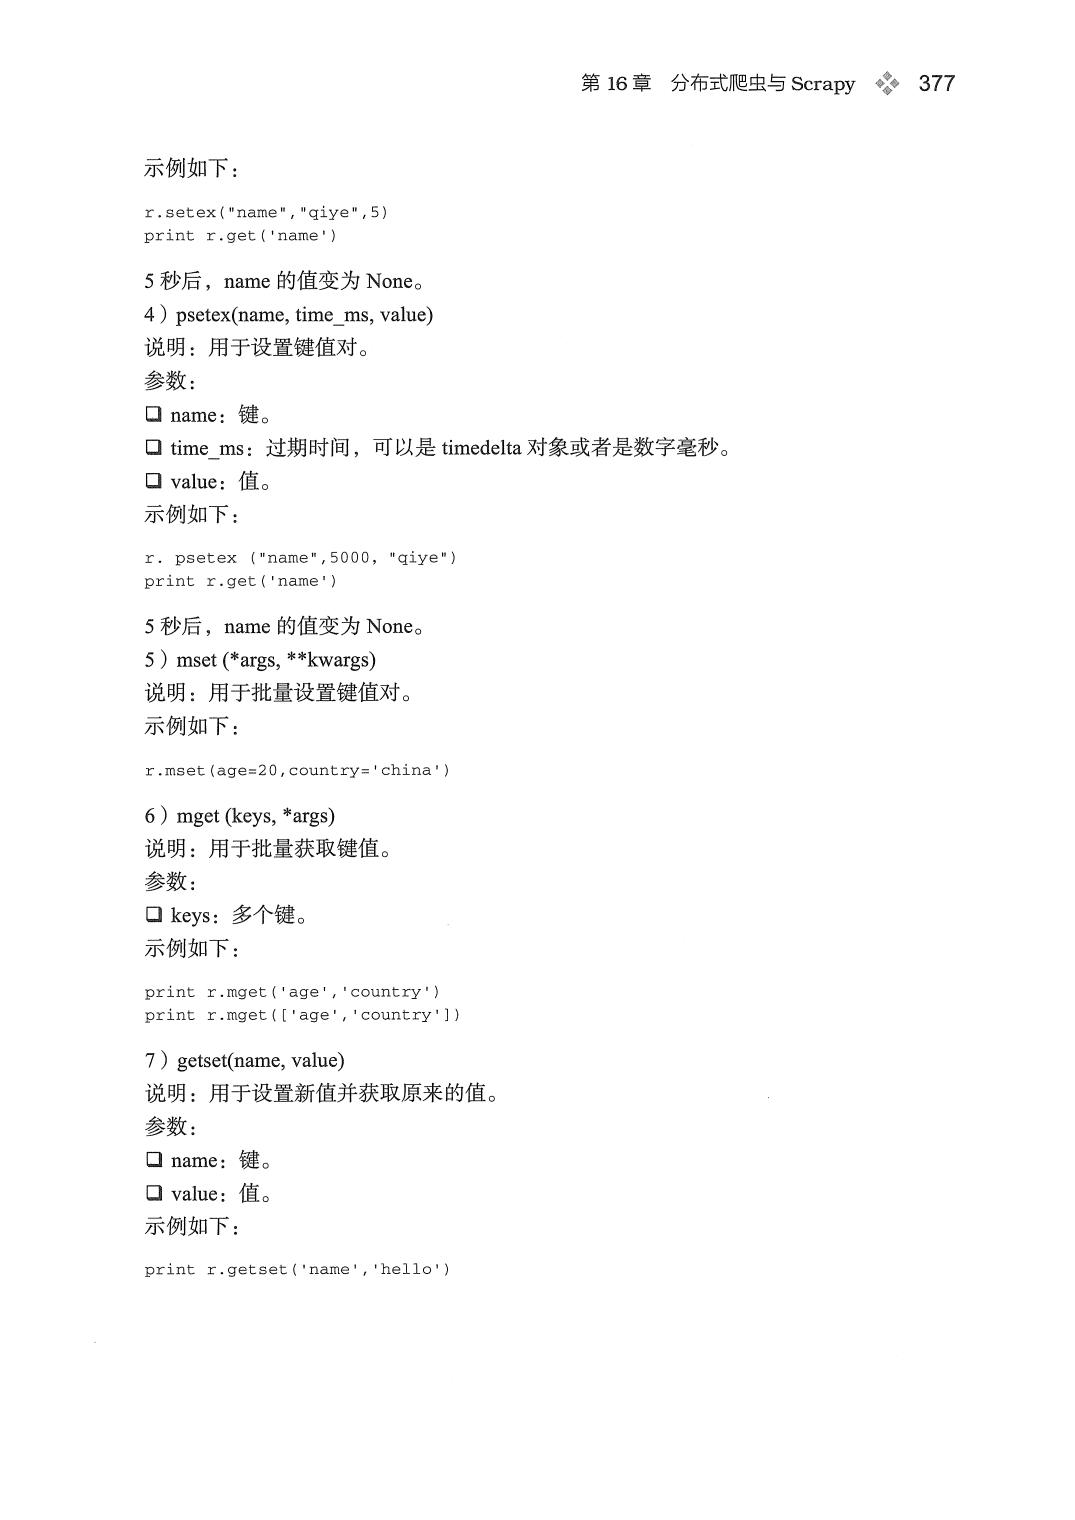 第 16 章 分布式爬虫与 Scrapy 377
示例如下：
r.setex("name","qiye",5)
print r.get('name')
5 秒后，name 的值变为 None。
4）psetex(name, time_ms, value)
说明：用于设置键值对。
参数：
❑ name：键。
❑ time_ms：过期时间，可以是 timedelta 对象或者是数字毫秒。
❑ value：值。
示例如下：
r. psetex ("name",5000, "qiye")
print r.get('name')
5 秒后，name 的值变为 None。
5）mset (*args, **kwargs)
说明：用于批量设置键值对。
示例如下：
r.mset(age=20,country='china')
6）mget (keys, *args)
说明：用于批量获取键值。
参数：
❑ keys：多个键。
示例如下：
print r.mget('age','country')
print r.mget(['age','country'])
7）getset(name, value)
说明：用于设置新值并获取原来的值。
参数：
❑ name：键。
❑ value：值。
示例如下：
print r.getset('name','hello')